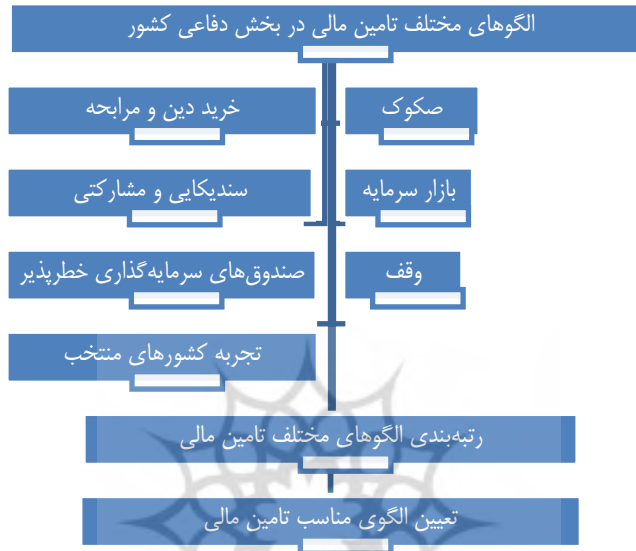 الگوهای مختلف تامین مالی در بخش دفاعی کشور
صکوک
خرید دین و مرابحه
بازار سرمایه
سندیکایی و مشارکتی
وقف
صندوق‌های سرمایه‌گذاری خطرپذیر
تجربه کشورهای منتخب
رتبه‌بندی الگوهای مختلف تامین مالی
تعیین الگوی مناسب تامین مالی